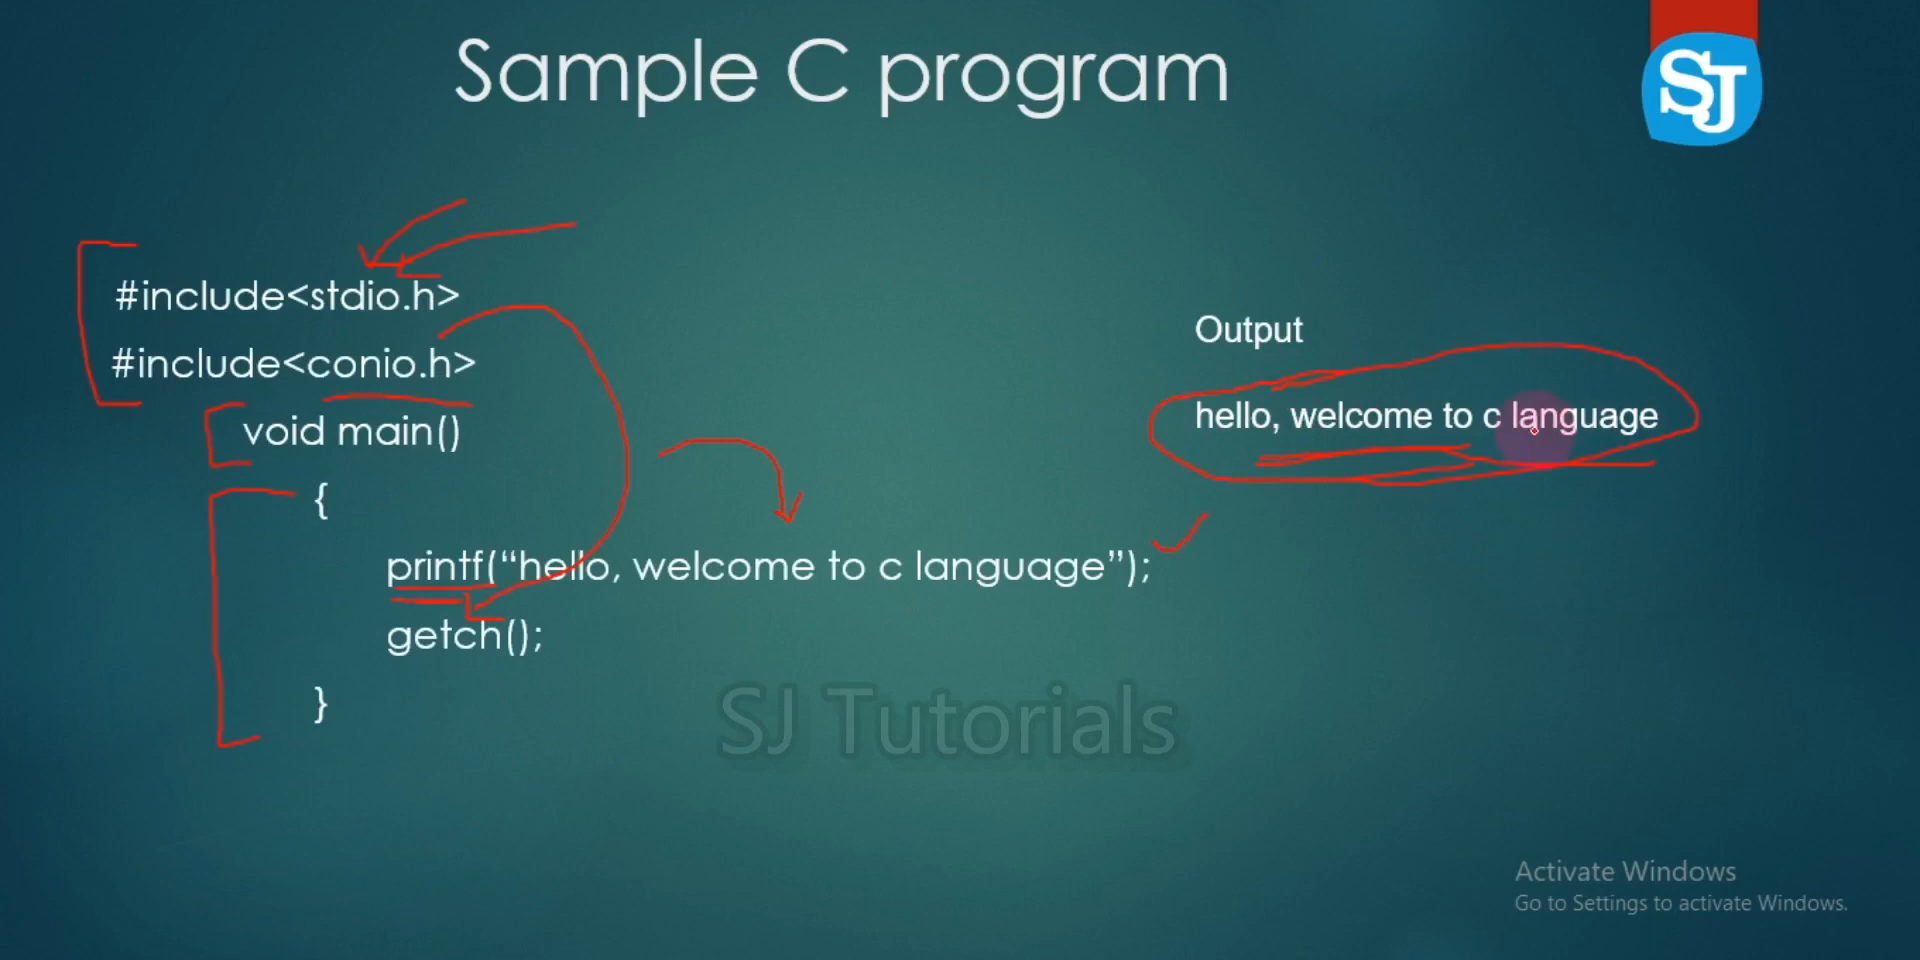 Sample C program
SJ
#include<stdio.h>
#include<conio.h>
void main()
{
printf(“hello, welcome to c language”);
getch();
}
Output
hello, welcome to c language
SJ Tutorials
Activate Windows
Go to Settings to activate Windows.